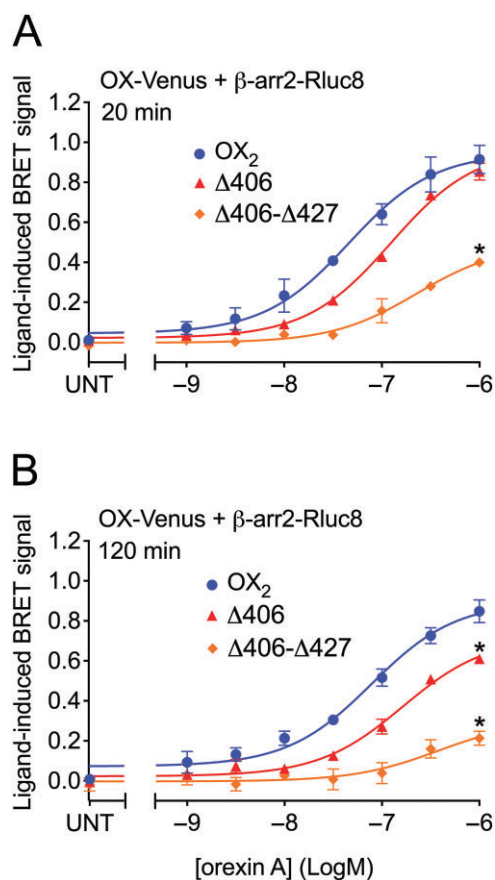 A
OX-Venus + β-arr2-Rluc8
20 min
Ligand-induced BRET signal
1.2
1.0
0.8
0.6
0.4
0.2
0.0
OX₂
Δ406
Δ406-Δ427
*
UNT
–9
–8
–7
–6
B
OX-Venus + β-arr2-Rluc8
120 min
Ligand-induced BRET signal
1.2
1.0
0.8
0.6
0.4
0.2
0.0
OX₂
Δ406
Δ406-Δ427
*
*
UNT
–9
–8
–7
–6
[orexin A] (LogM)